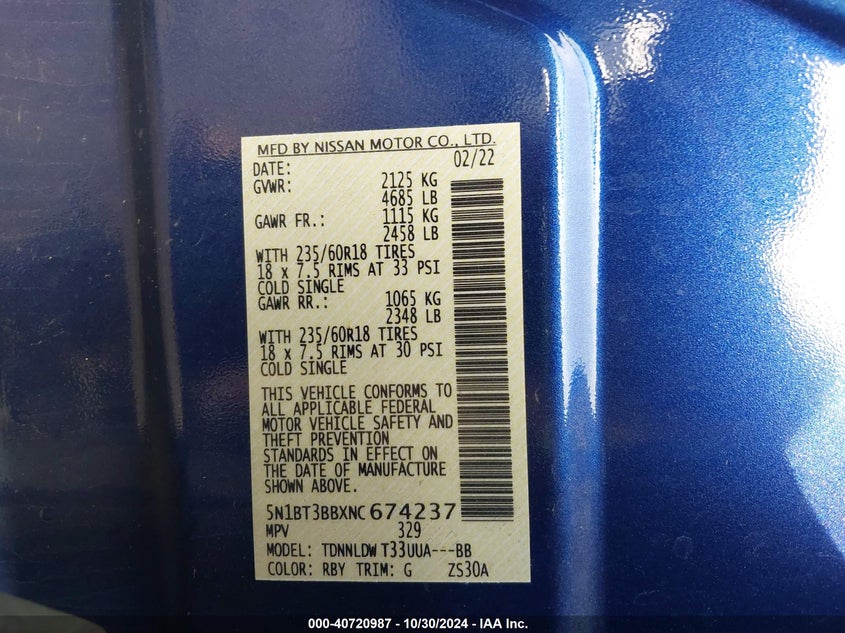 MFD BY NISSAN MOTOR CO., LTD.
DATE: 02/22
GVWR: 2125 KG
4685 LB
GAWR FR.: 1115 KG
2458 LB
WITH 235/60R18 TIRES
18 x 7.5 RIMS AT 33 PSI
COLD SINGLE
GAWR RR.: 1065 KG
2348 LB
WITH 235/60R18 TIRES
18 x 7.5 RIMS AT 30 PSI
COLD SINGLE
THIS VEHICLE CONFORMS TO
ALL APPLICABLE FEDERAL
MOTOR VEHICLE SAFETY AND
THEFT PREVENTION
STANDARDS IN EFFECT ON
THE DATE OF MANUFACTURE
SHOWN ABOVE.
5N1BT3BBXNC674237
MPV 329
MODEL: TDNNLDW T33UUA---BB
COLOR: RBY TRIM: G ZS30A
000-40720987 - 10/30/2024 - IAA Inc.